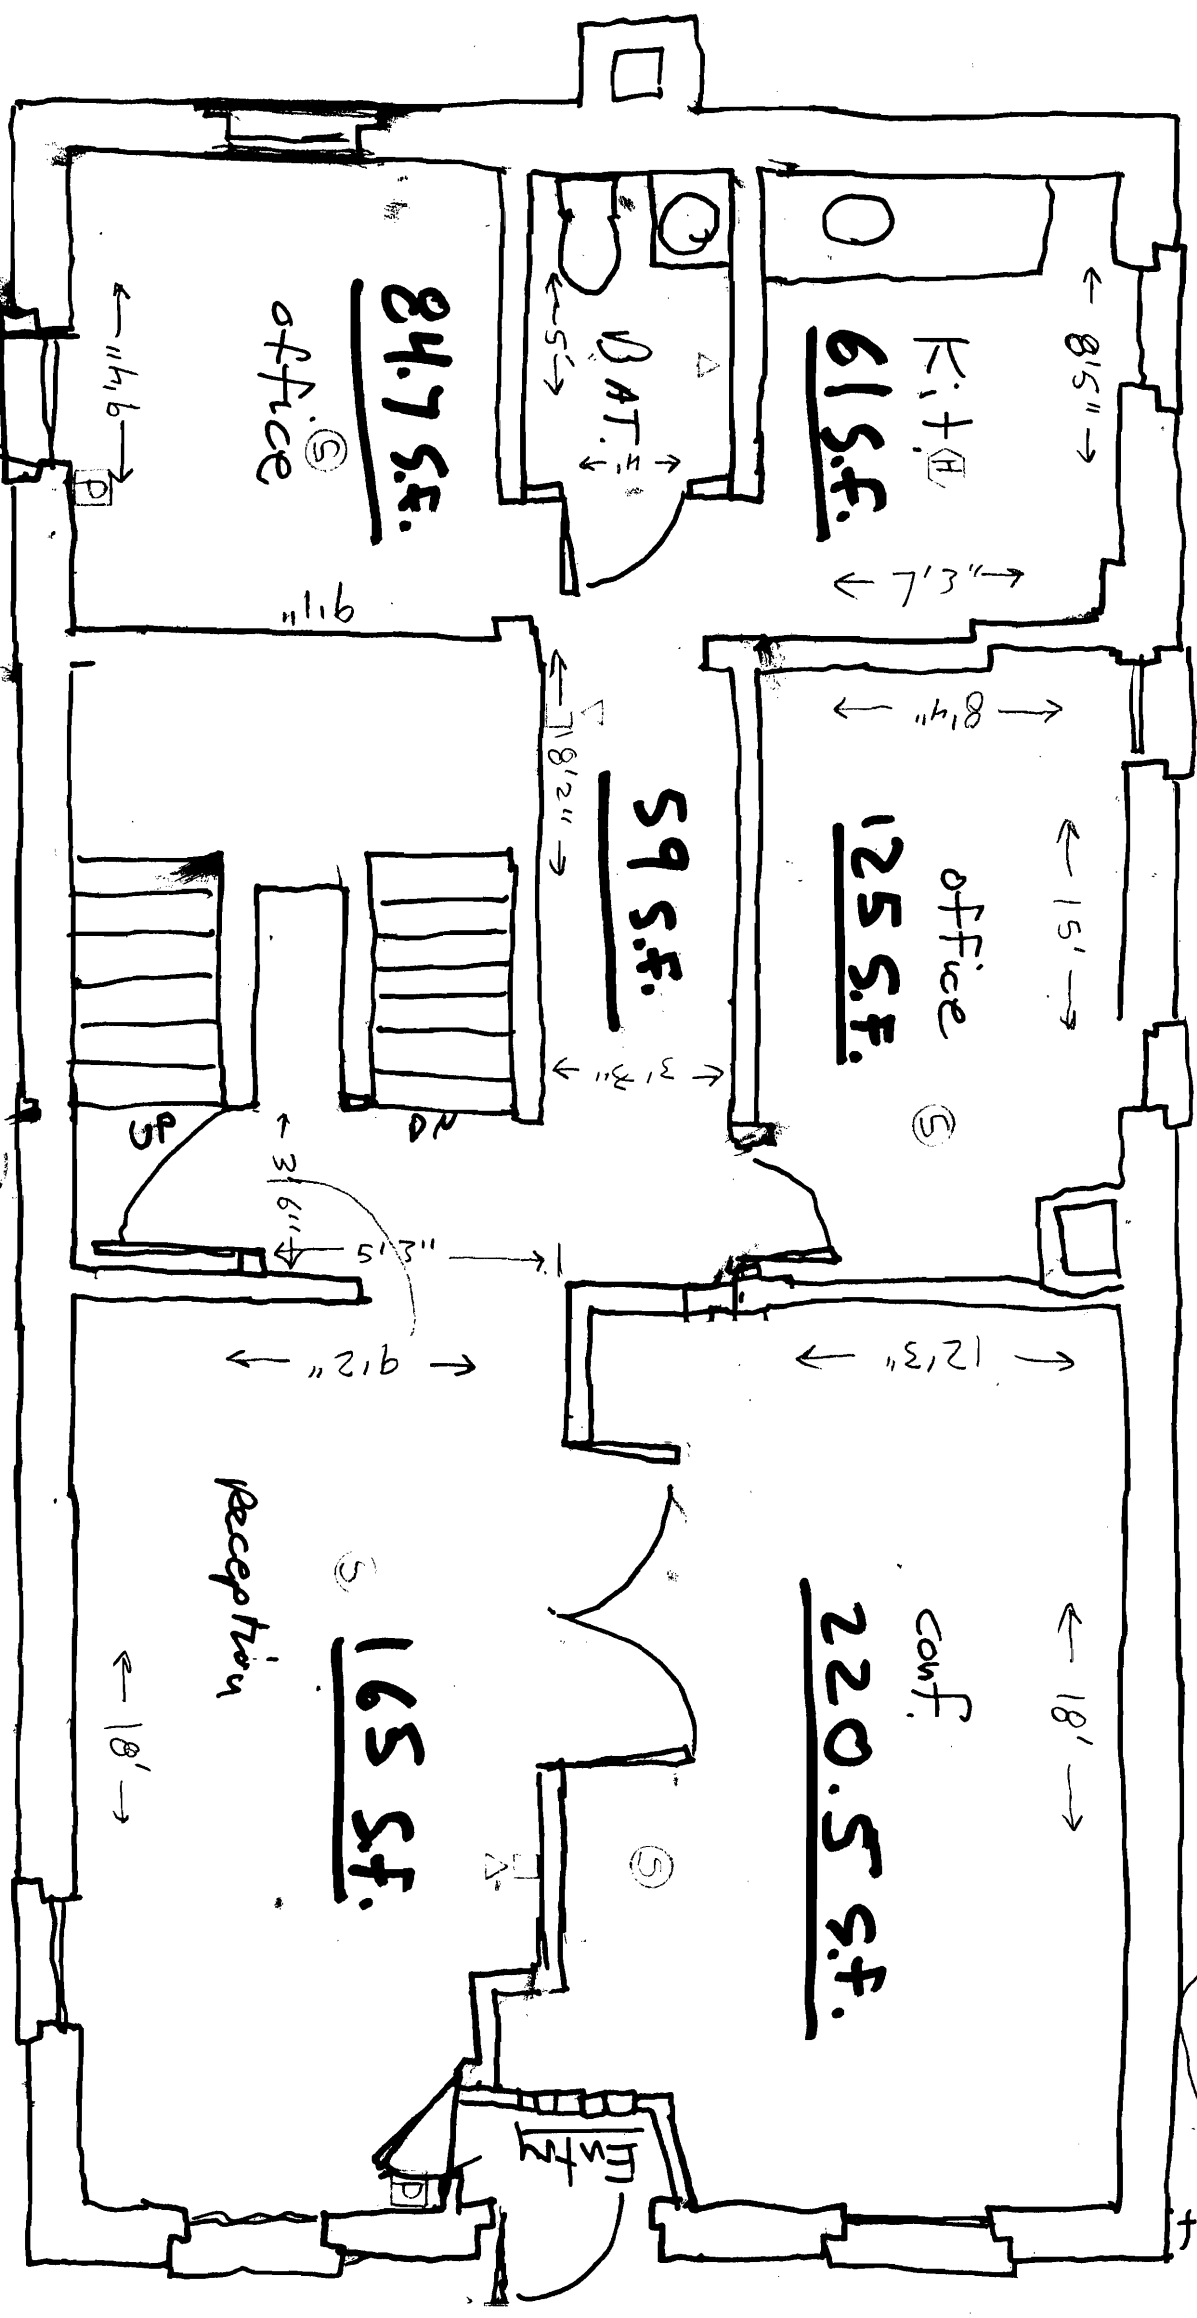 84.7 S.F.
office
S
9'4"
P
9'1"
BAT.
5'
4'
61 S.F.
Kit
H
8'5"
7'3"
8'4"
125 S.F.
office
15'
S
59 S.F.
18'2"
3'3"
UP
DN
3'6"
5'3"
9'2"
12'3"
Reception
S
165 S.F.
18'
conf.
220.5 S.F.
18'
S
Entry
P